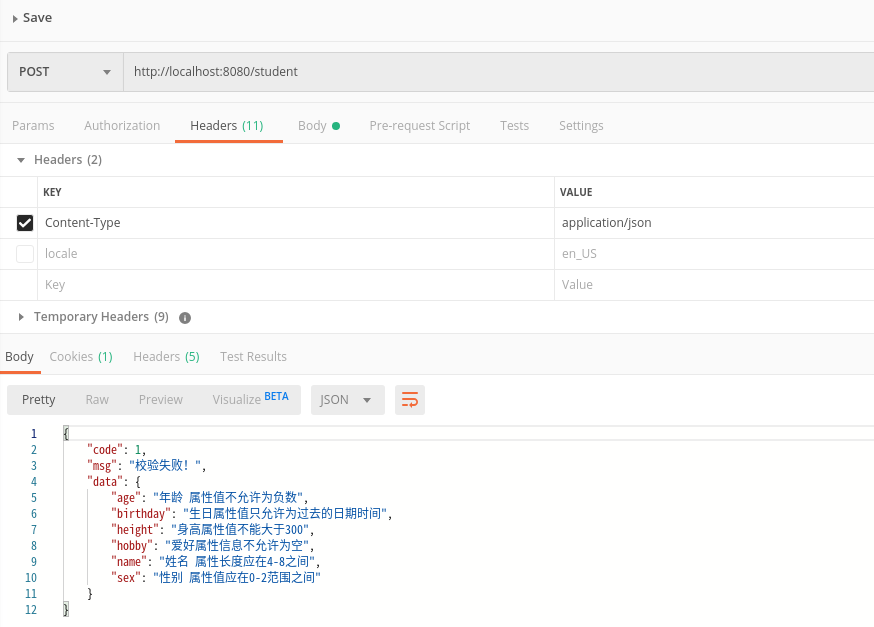 Save
POST http://localhost:8080/student
Params Authorization Headers (11) Body Pre-request Script Tests Settings
Headers (2)
KEY VALUE
Content-Type application/json
locale en_US
Key Value
Temporary Headers (9)
Body Cookies (1) Headers (5) Test Results
Pretty Raw Preview Visualize BETA JSON
1 {
2 "code": 1,
3 "msg": "校验失败！",
4 "data": {
5 "age": "年龄 属性值不允许为负数",
6 "birthday": "生日属性值只允许为过去的日期时间",
7 "height": "身高属性值不能大于300",
8 "hobby": "爱好属性信息不允许为空",
9 "name": "姓名 属性长度应在4-8之间",
10 "sex": "性别 属性值应在0-2范围之间"
11 }
12 }